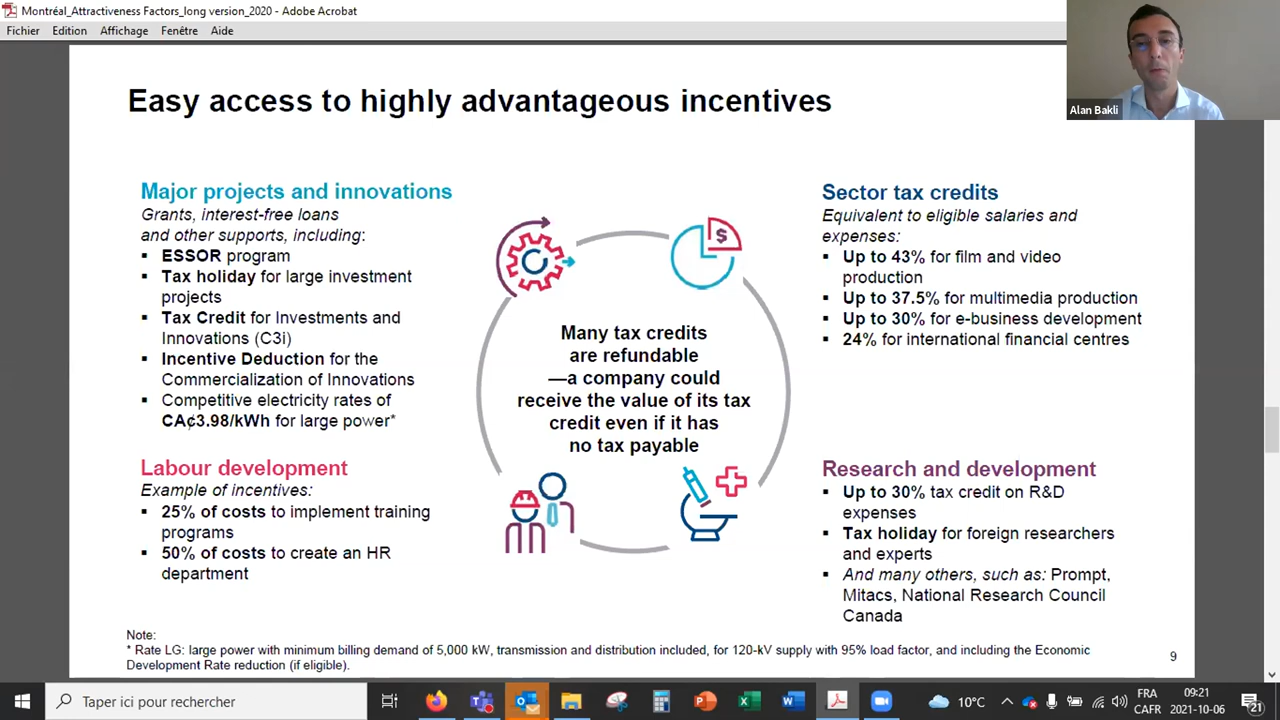 Montréal_Attractiveness Factors_long version_2020 - Adobe Acrobat
Fichier Edition Affichage Fenêtre Aide
Alan Bakli
Easy access to highly advantageous incentives
Major projects and innovations
Grants, interest-free loans
and other supports, including:
▪ ESSOR program
▪ Tax holiday for large investment
projects
▪ Tax Credit for Investments and
Innovations (C3i)
▪ Incentive Deduction for the
Commercialization of Innovations
▪ Competitive electricity rates of
CA¢3.98/kWh for large power*
Labour development
Example of incentives:
▪ 25% of costs to implement training
programs
▪ 50% of costs to create an HR
department
$
Many tax credits
are refundable
—a company could
receive the value of its tax
credit even if it has
no tax payable
Sector tax credits
Equivalent to eligible salaries and
expenses:
▪ Up to 43% for film and video
production
▪ Up to 37.5% for multimedia production
▪ Up to 30% for e-business development
▪ 24% for international financial centres
Research and development
▪ Up to 30% tax credit on R&D
expenses
▪ Tax holiday for foreign researchers
and experts
▪ And many others, such as: Prompt,
Mitacs, National Research Council
Canada
Note:
* Rate LG: large power with minimum billing demand of 5,000 kW, transmission and distribution included, for 120-kV supply with 95% load factor, and including the Economic
Development Rate reduction (if eligible).
9
Taper ici pour rechercher
10°C
FRA
CAFR
09:21
2021-10-06
21